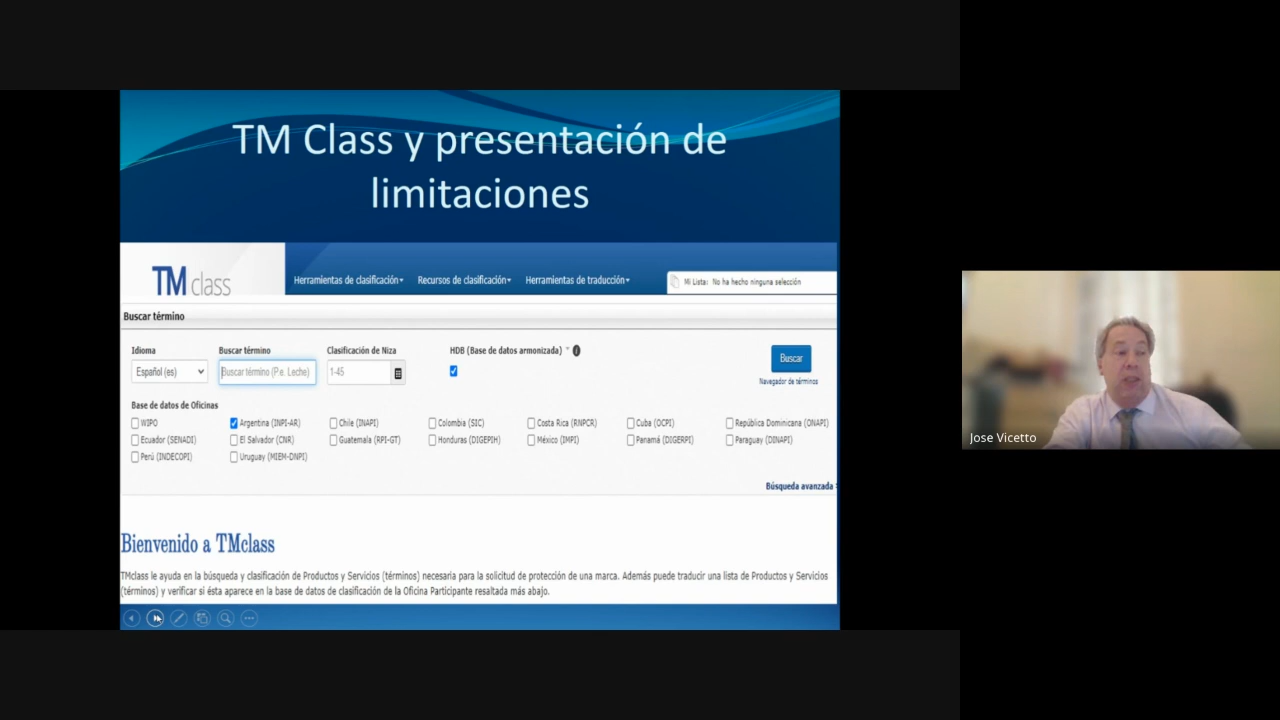 TM Class y presentación de
limitaciones
TM class
Herramientas de clasificación
Recursos de clasificación
Herramientas de traducción
Mi Lista: No ha hecho ninguna selección
Buscar término
Idioma
Buscar término
Clasificación de Niza
HDB (Base de datos armonizada) *
Español (es)
Buscar término (P.e. Leche)
1-45
Buscar
Navegador de términos
Base de datos de Oficinas
WIPO
Argentina (INPI-AR)
Chile (INAPI)
Colombia (SIC)
Costa Rica (RNPCR)
Cuba (OCPI)
República Dominicana (ONAPI)
Ecuador (SENADI)
El Salvador (CNR)
Guatemala (RPI-GT)
Honduras (DIGEPIH)
México (IMPI)
Panamá (DIGERPI)
Paraguay (DINAPI)
Perú (INDECOPI)
Uruguay (MIEM-DNPI)
Búsqueda avanzada
Bienvenido a TMclass
TMclass le ayuda en la búsqueda y clasificación de Productos y Servicios (términos) necesaria para la solicitud de protección de una marca. Además puede traducir una lista de Productos y Servicios
(términos) y verificar si ésta aparece en la base de datos de clasificación de la Oficina Participante resaltada más abajo.
Jose Vicetto